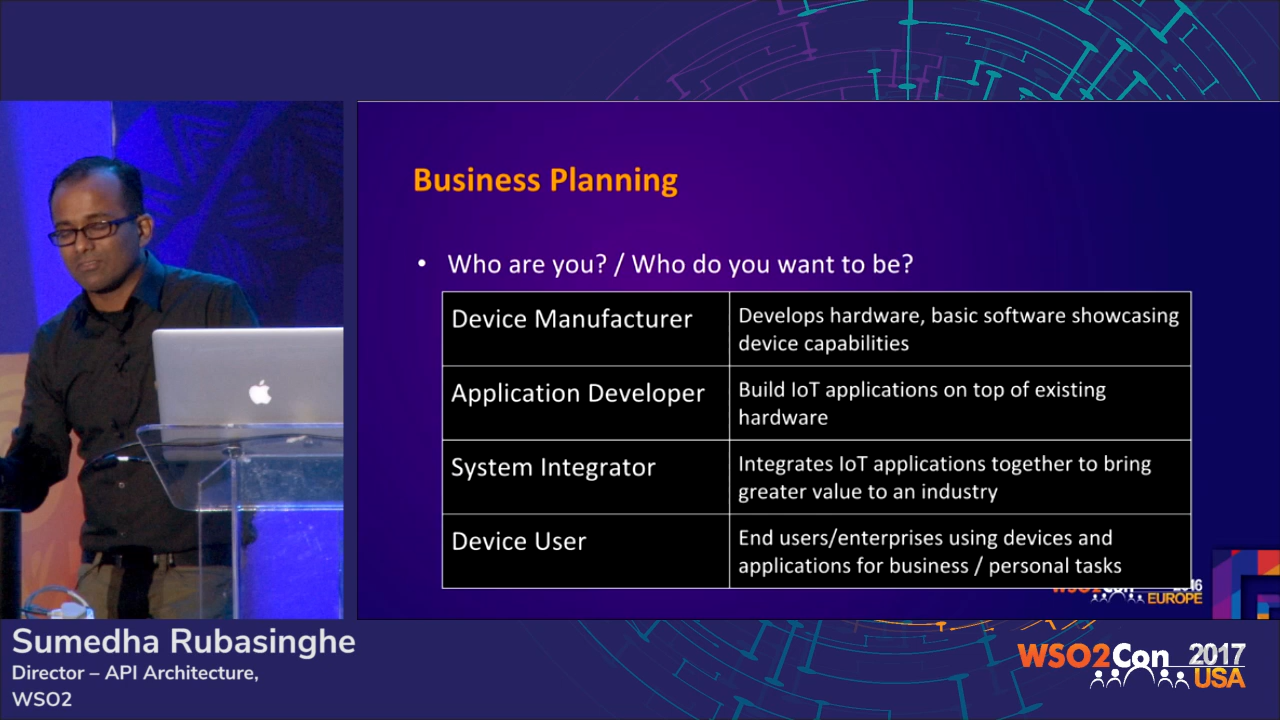 Business Planning
• Who are you? / Who do you want to be?
Device Manufacturer
Develops hardware, basic software showcasing
device capabilities
Application Developer
Build IoT applications on top of existing
hardware
System Integrator
Integrates IoT applications together to bring
greater value to an industry
Device User
End users/enterprises using devices and
applications for business / personal tasks
EUROPE
Sumedha Rubasinghe
Director – API Architecture,
WSO2
WSO2Con 2017
USA